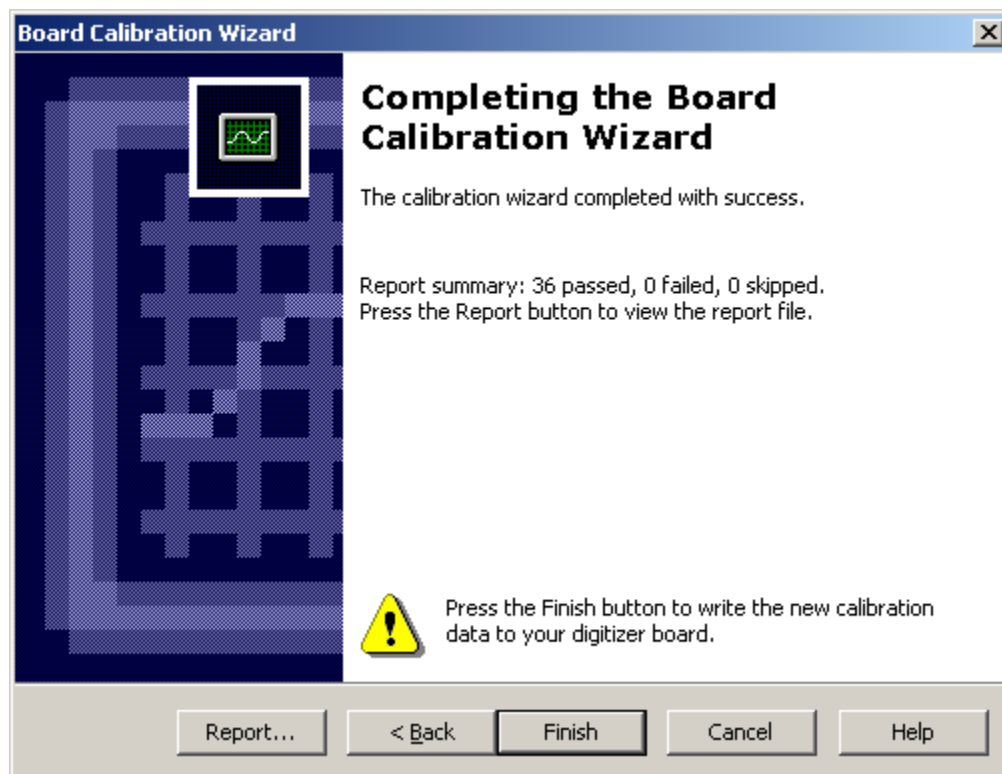 Board Calibration Wizard
Completing the Board
Calibration Wizard
The calibration wizard completed with success.
Report summary: 36 passed, 0 failed, 0 skipped.
Press the Report button to view the report file.
Press the Finish button to write the new calibration
data to your digitizer board.
Report... < Back Finish Cancel Help